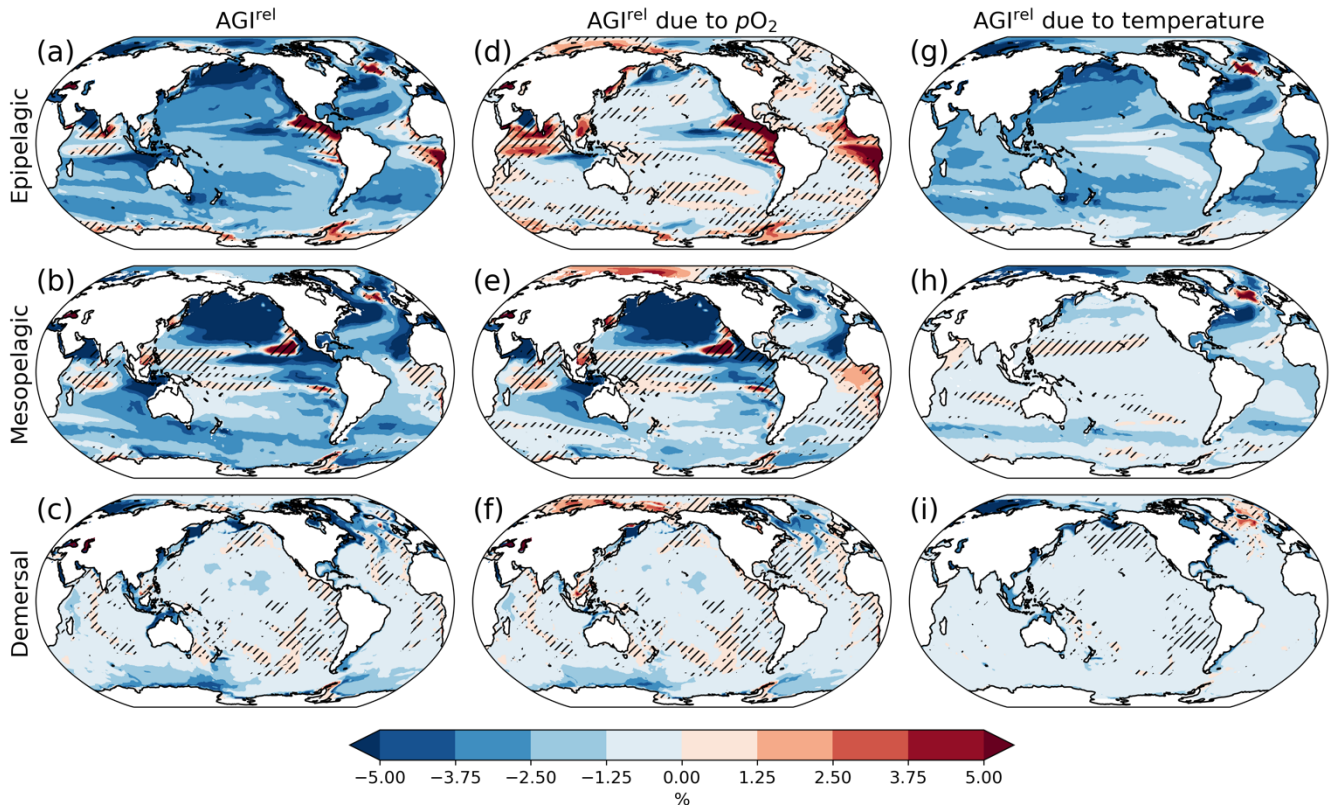 AGI^rel
AGI^rel due to pO₂
AGI^rel due to temperature
Epipelagic
(a)
(d)
(g)
Mesopelagic
(b)
(e)
(h)
Demersal
(c)
(f)
(i)
−5.00 −3.75 −2.50 −1.25 0.00 1.25 2.50 3.75 5.00
%